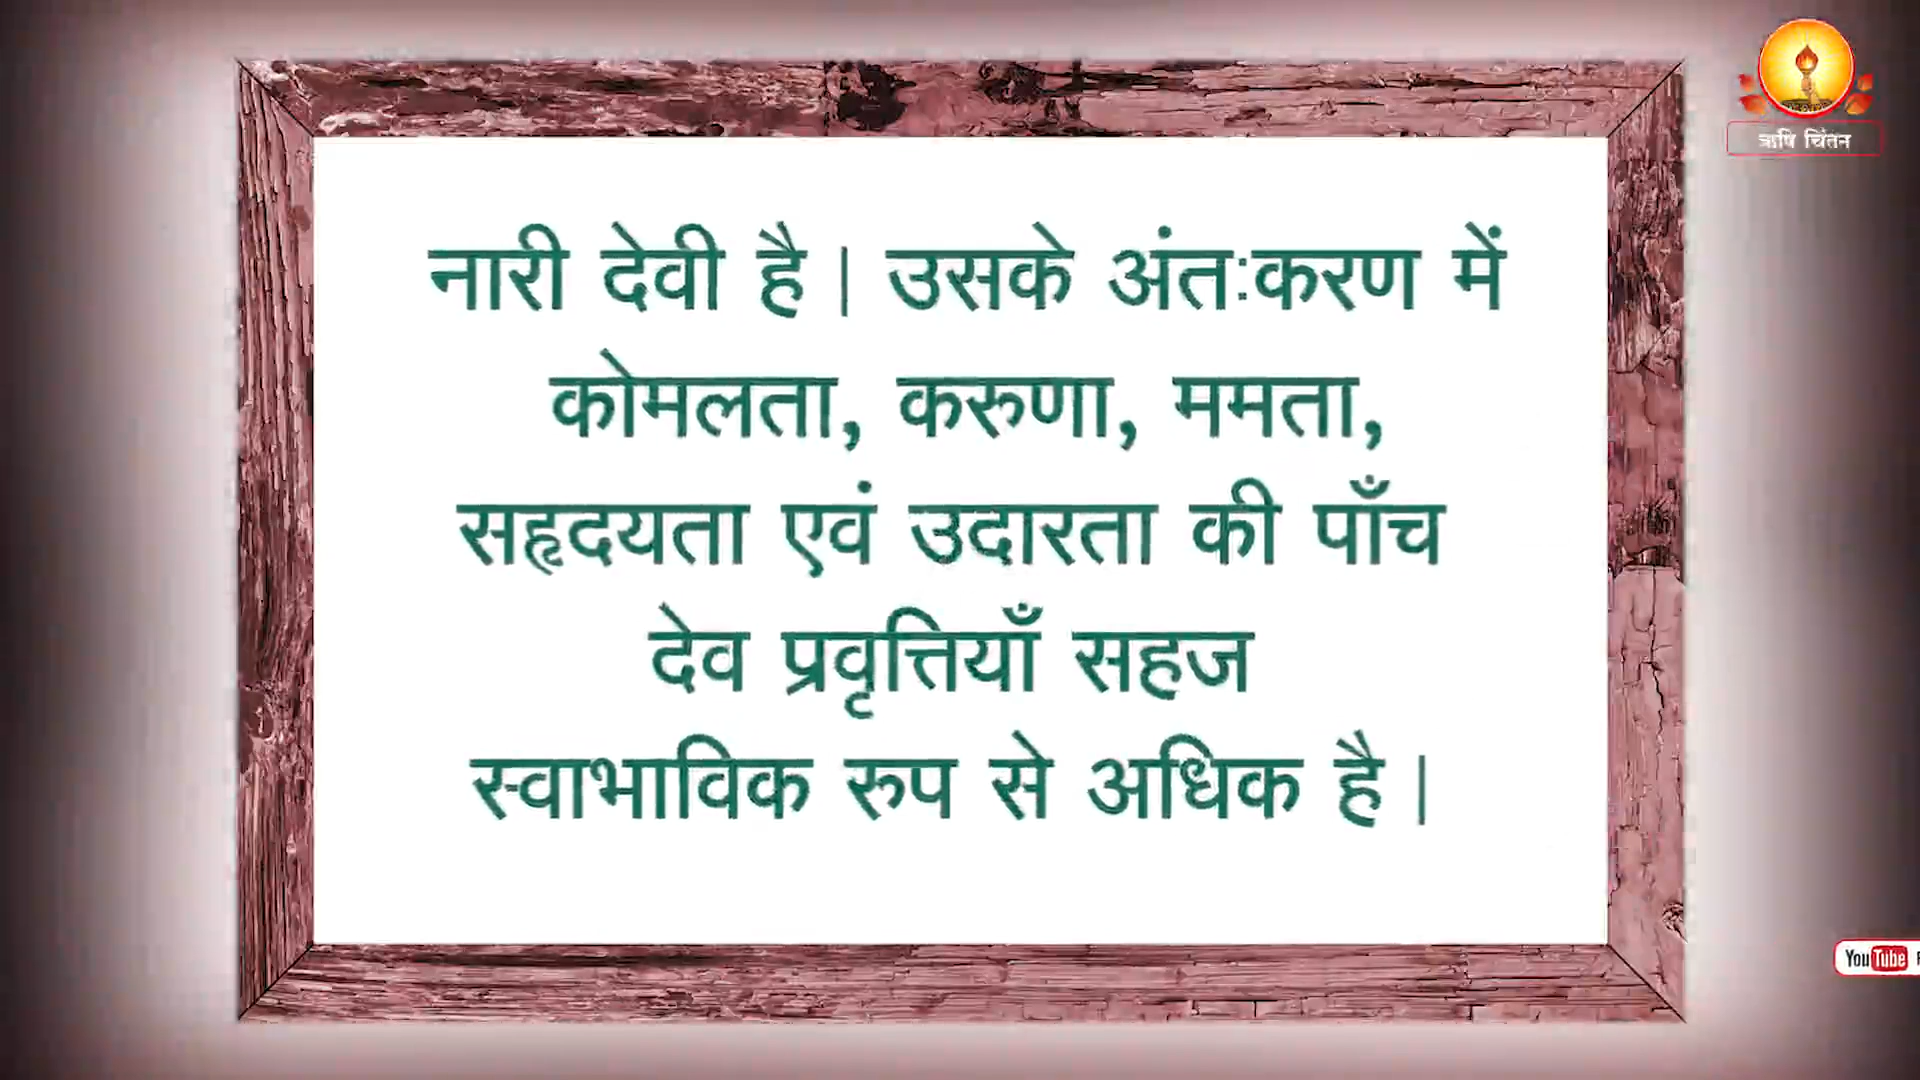 ऋषि चिंतन
नारी देवी है। उसके अंतःकरण में
कोमलता, करुणा, ममता,
सहृदयता एवं उदारता की पाँच
देव प्रवृत्तियाँ सहज
स्वाभाविक रुप से अधिक है।
YouTube